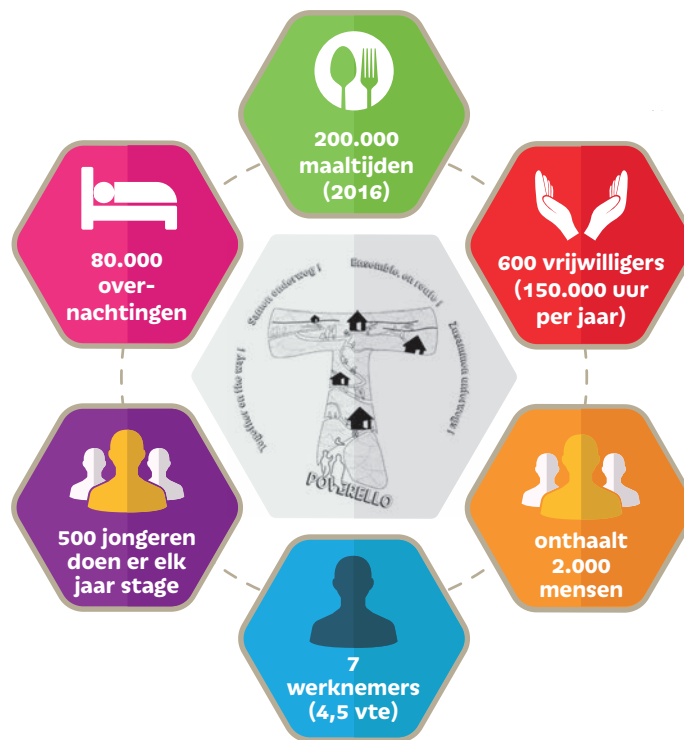 200.000
maaltijden
(2016)
80.000
over-
nachtingen
600 vrijwilligers
(150.000 uur
per jaar)
Samen onderweg !
Ensemble, en route !
Together on the way !
Zusammen unterwegs !
POVERELLO
500 jongeren
doen er elk
jaar stage
onthaalt
2.000
mensen
7
werknemers
(4,5 vte)